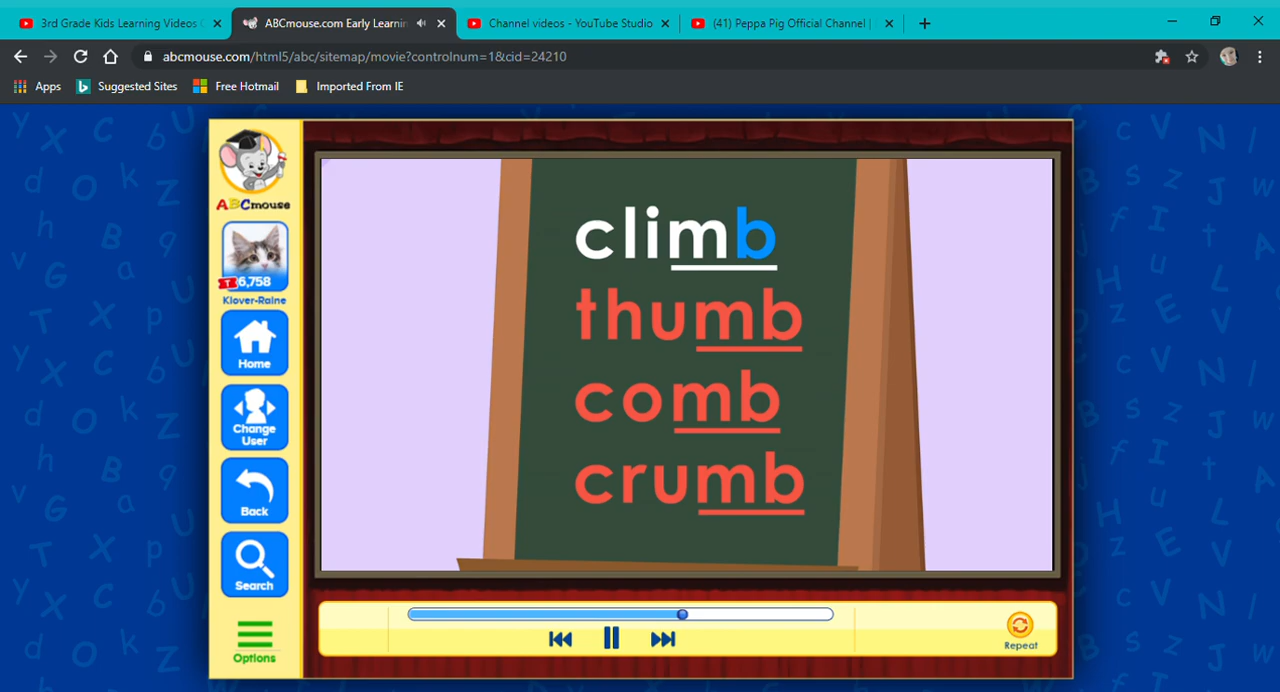 3rd Grade Kids Learning Videos
ABCmouse.com Early Learnin
Channel videos - YouTube Studio
(41) Peppa Pig Official Channel |
abcmouse.com/html5/abc/sitemap/movie?controlnum=1&cid=24210
Apps
Suggested Sites
Free Hotmail
Imported From IE
ABCmouse
6,758
Klover-Raine
Home
Change
User
Back
Search
Options
climb
thumb
comb
crumb
Repeat